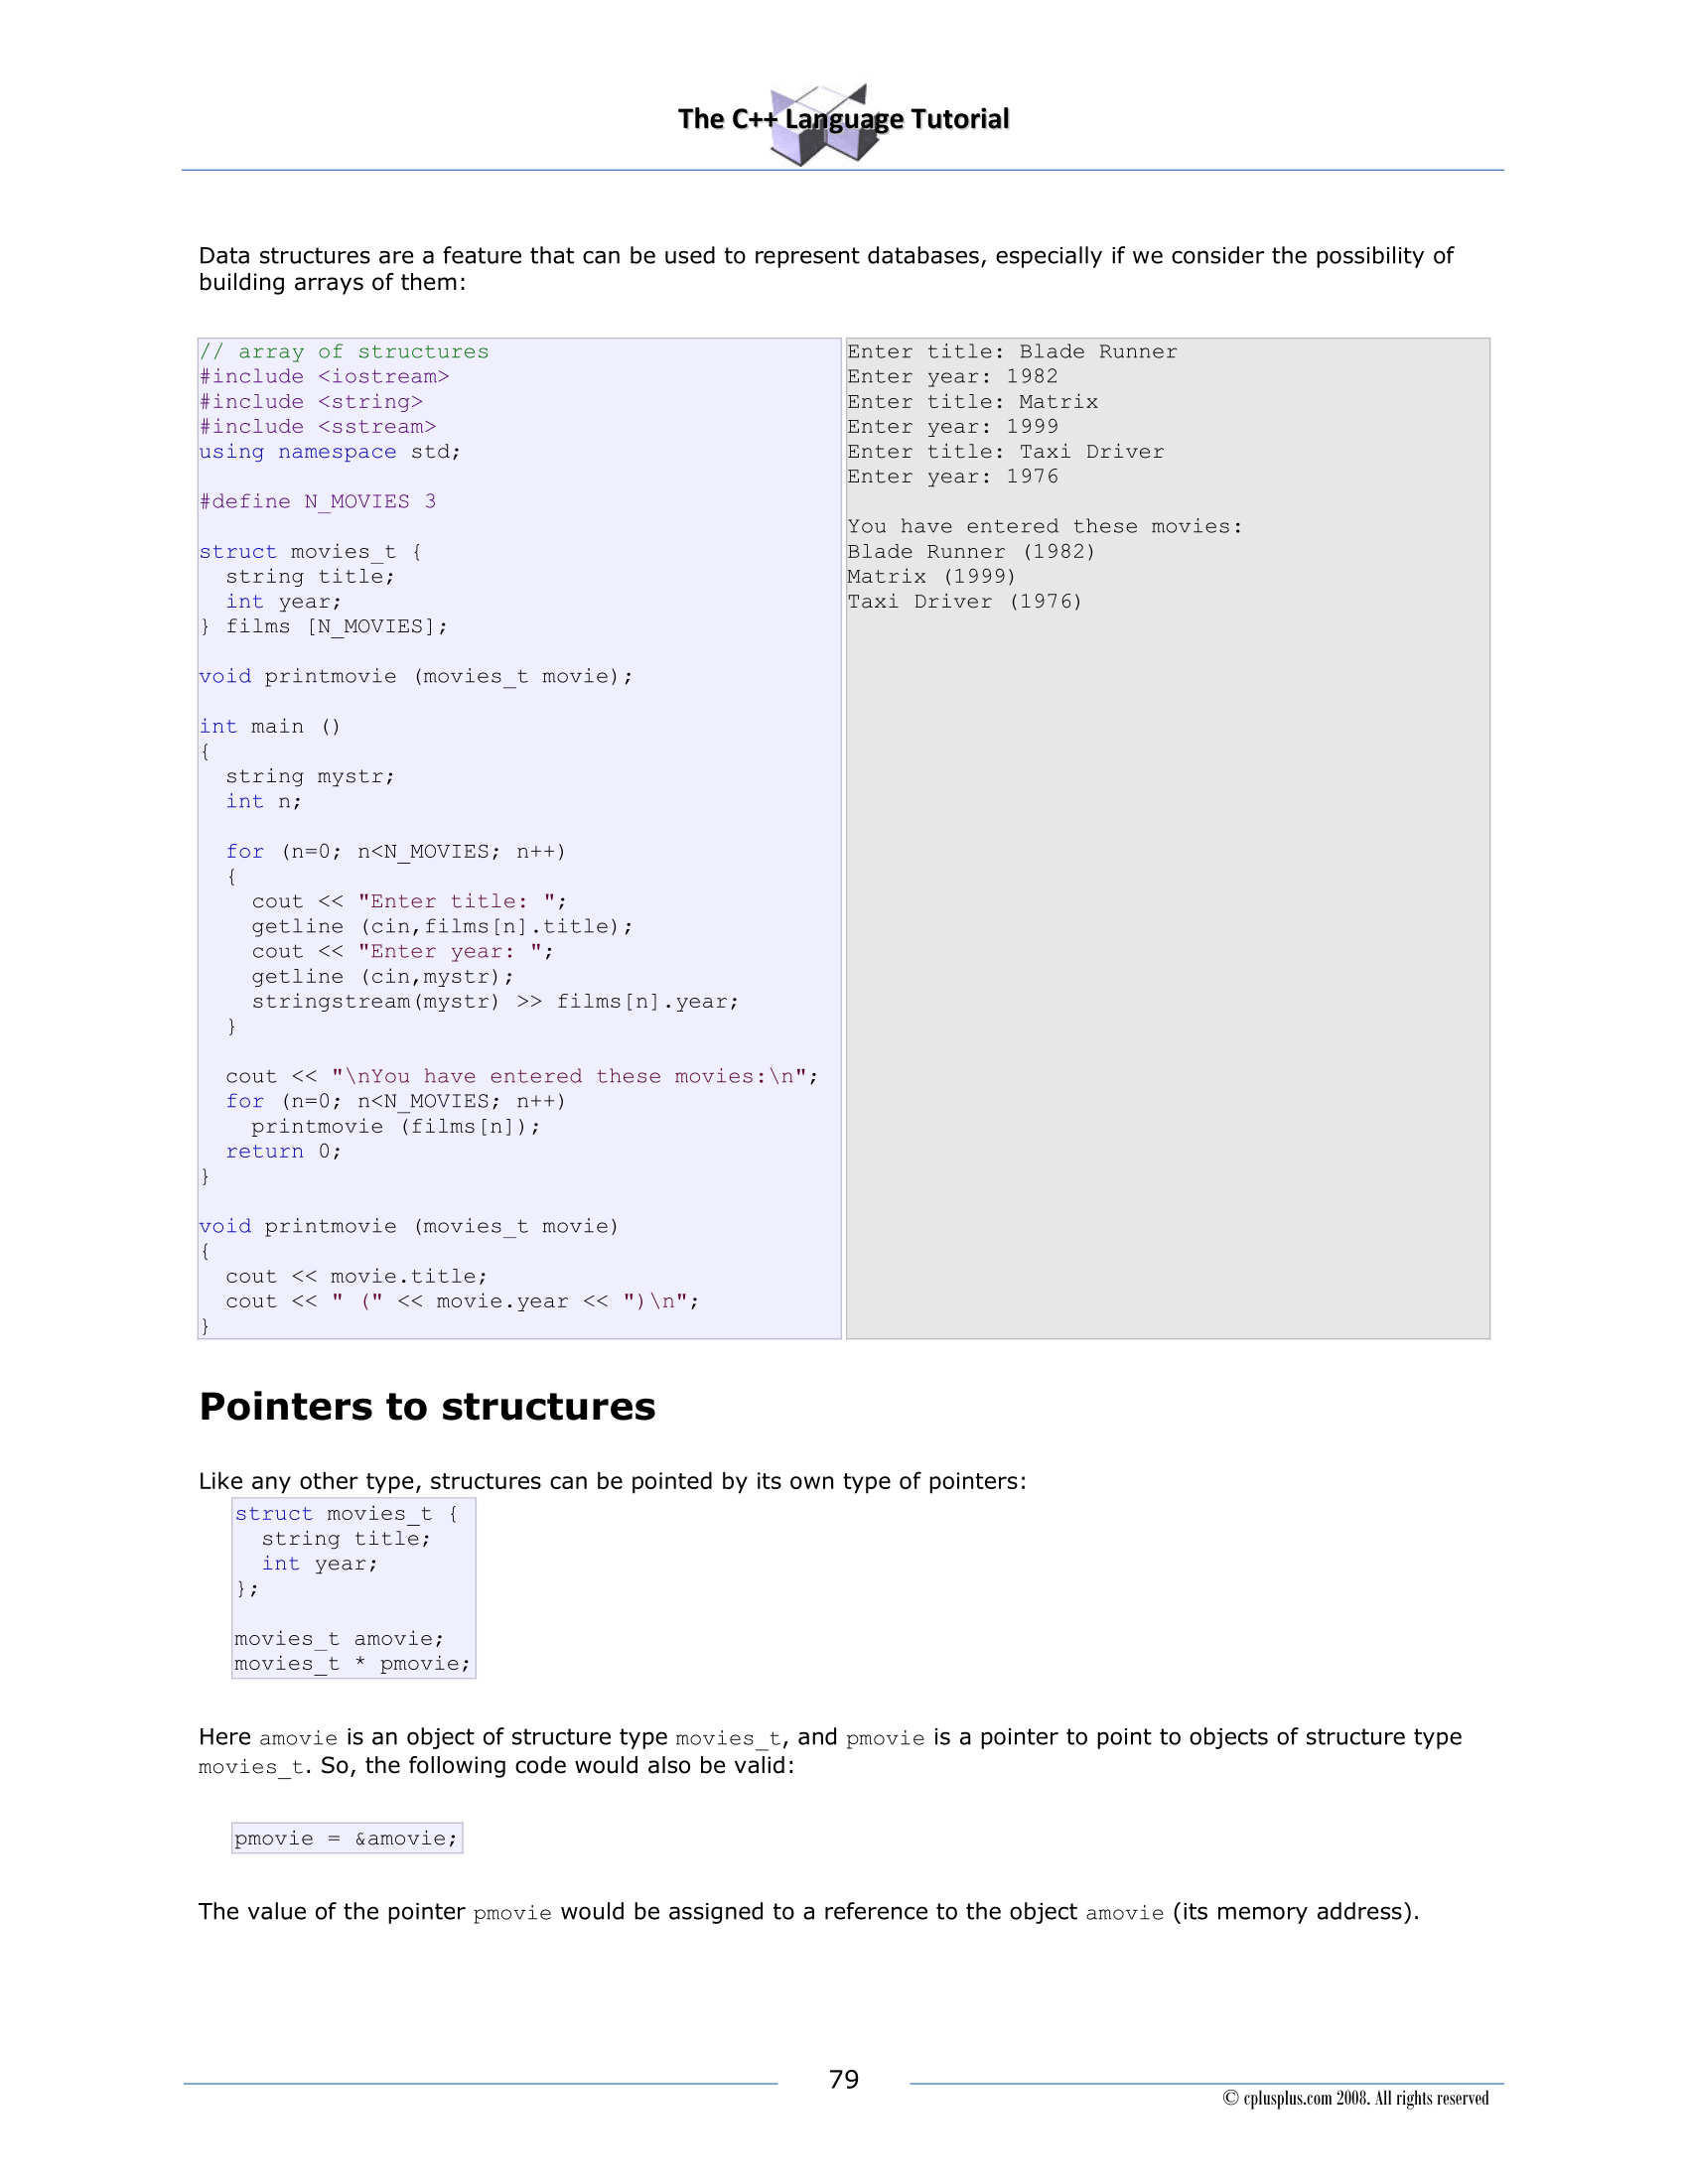 The C++ Language Tutorial
Data structures are a feature that can be used to represent databases, especially if we consider the possibility of
building arrays of them:
// array of structures
#include <iostream>
#include <string>
#include <sstream>
using namespace std;

#define N_MOVIES 3

struct movies_t {
  string title;
  int year;
} films [N_MOVIES];

void printmovie (movies_t movie);

int main ()
{
  string mystr;
  int n;

  for (n=0; n<N_MOVIES; n++)
  {
    cout << "Enter title: ";
    getline (cin,films[n].title);
    cout << "Enter year: ";
    getline (cin,mystr);
    stringstream(mystr) >> films[n].year;
  }

  cout << "\nYou have entered these movies:\n";
  for (n=0; n<N_MOVIES; n++)
    printmovie (films[n]);
  return 0;
}

void printmovie (movies_t movie)
{
  cout << movie.title;
  cout << " (" << movie.year << ")\n";
}
Enter title: Blade Runner
Enter year: 1982
Enter title: Matrix
Enter year: 1999
Enter title: Taxi Driver
Enter year: 1976

You have entered these movies:
Blade Runner (1982)
Matrix (1999)
Taxi Driver (1976)
Pointers to structures
Like any other type, structures can be pointed by its own type of pointers:
struct movies_t {
  string title;
  int year;
};

movies_t amovie;
movies_t * pmovie;
Here amovie is an object of structure type movies_t, and pmovie is a pointer to point to objects of structure type
movies_t. So, the following code would also be valid:
pmovie = &amovie;
The value of the pointer pmovie would be assigned to a reference to the object amovie (its memory address).
79
© cplusplus.com 2008. All rights reserved